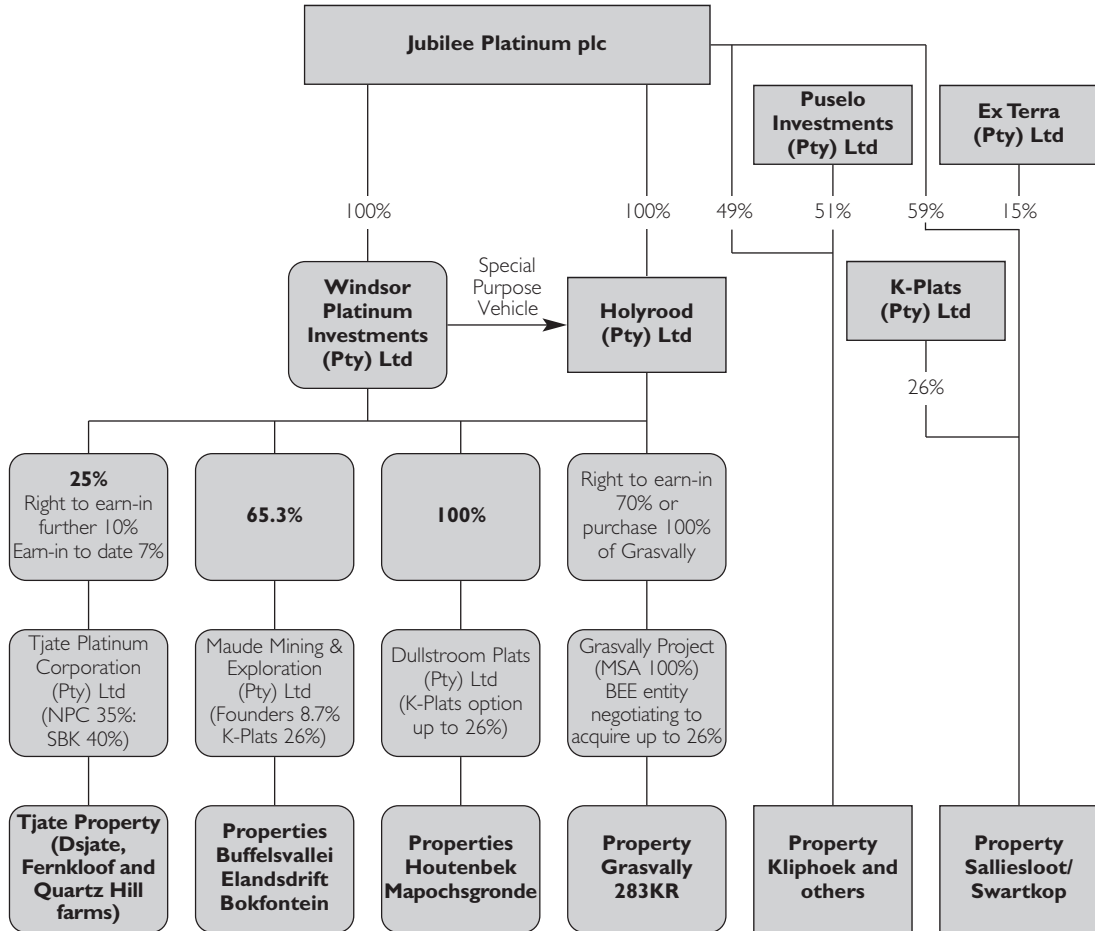 Jubilee Platinum plc
Puselo
Investments
(Pty) Ltd
Ex Terra
(Pty) Ltd
100%
100%
49%
51%
59%
15%
Windsor
Platinum
Investments
(Pty) Ltd
Special
Purpose
Vehicle
Holyrood
(Pty) Ltd
K-Plats
(Pty) Ltd
26%
25%
Right to earn-in
further 10%
Earn-in to date 7%
65.3%
100%
Right to earn-in
70% or
purchase 100%
of Grasvally
Tjate Platinum
Corporation
(Pty) Ltd
(NPC 35%:
SBK 40%)
Maude Mining &
Exploration
(Pty) Ltd
(Founders 8.7%
K-Plats 26%)
Dullstroom Plats
(Pty) Ltd
(K-Plats option
up to 26%)
Grasvally Project
(MSA 100%)
BEE entity
negotiating to
acquire up to 26%
Tjate Property
(Dsjate,
Fernkloof and
Quartz Hill
farms)
Properties
Buffelsvallei
Elandsdrift
Bokfontein
Properties
Houtenbek
Mapochsgronde
Property
Grasvally
283KR
Property
Kliphoek and
others
Property
Salliesloot/
Swartkop